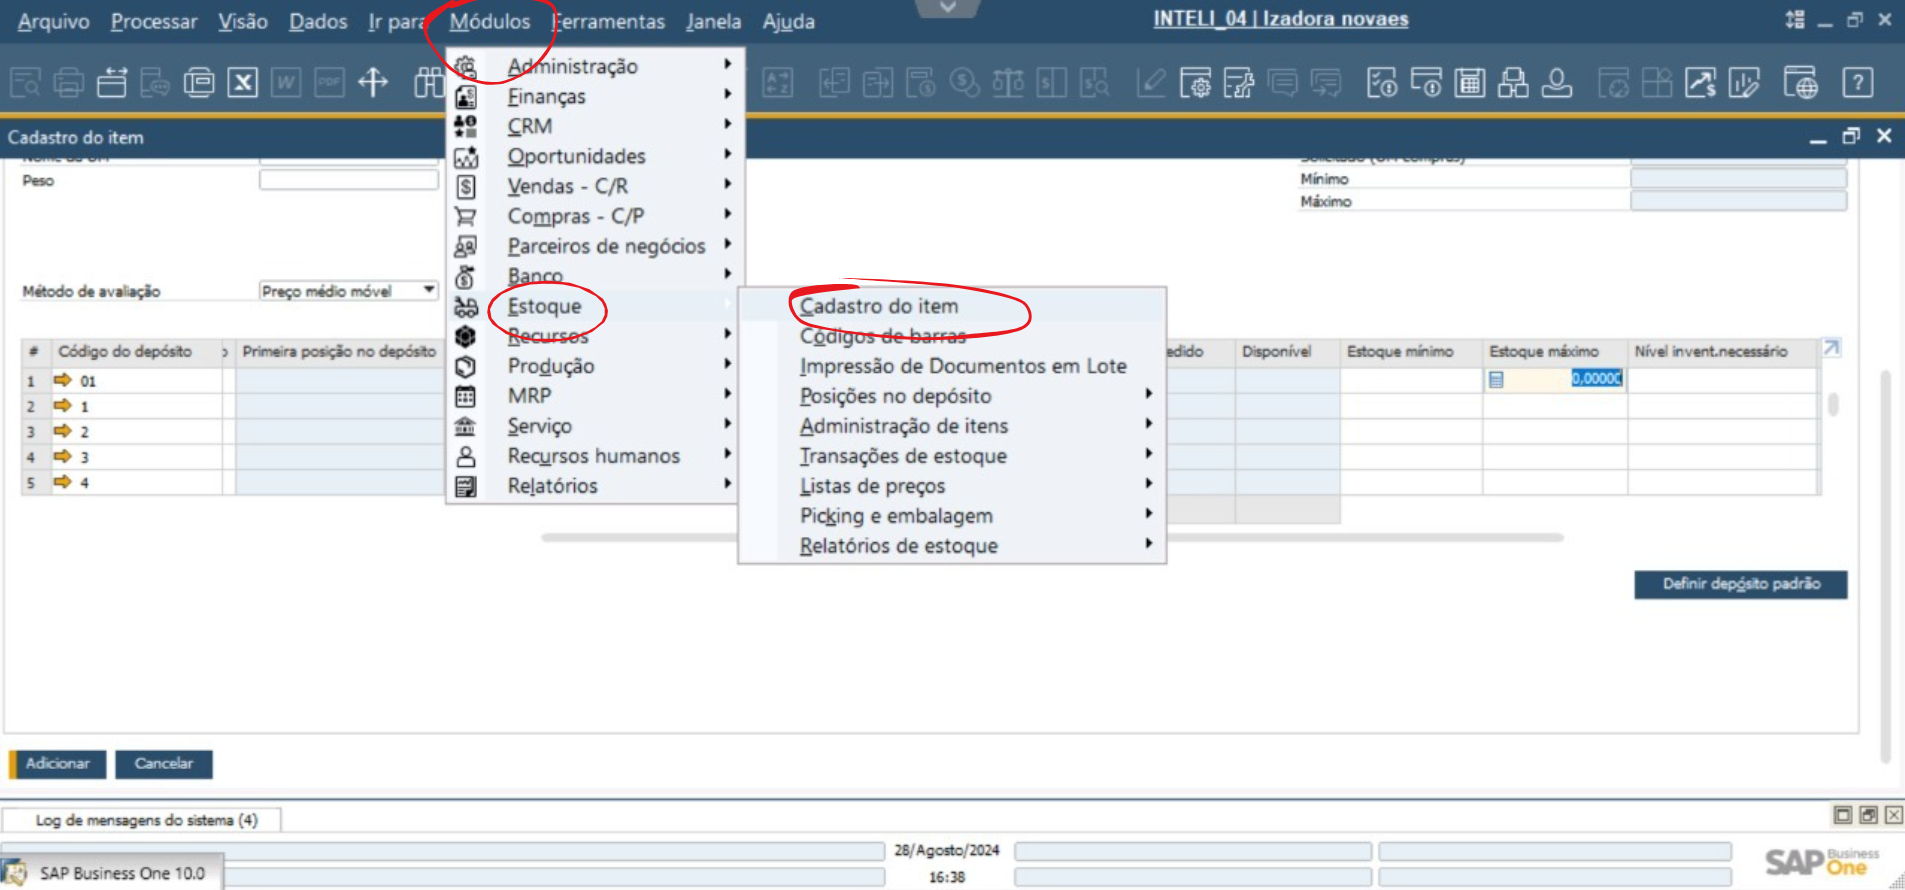 Arquivo Processar Visão Dados Ir para Módulos Ferramentas Janela Ajuda
INTELI_04 | Izadora novaes
Cadastro do item
Peso
Solicitado (UM compras)
Mínimo
Máximo
Método de avaliação Preço médio móvel
Administração
Finanças
CRM
Oportunidades
Vendas - C/R
Compras - C/P
Parceiros de negócios
Banco
Estoque
Recursos
Produção
MRP
Serviço
Recursos humanos
Relatórios
Cadastro do item
Códigos de barras
Impressão de Documentos em Lote
Posições no depósito
Administração de itens
Transações de estoque
Listas de preços
Picking e embalagem
Relatórios de estoque
# Código do depósito Primeira posição no depósito edido Disponível Estoque mínimo Estoque máximo Nível invent.necessário
1 01 0,0000
2 1
3 2
4 3
5 4
Definir depósito padrão
Adicionar Cancelar
Log de mensagens do sistema (4)
28/Agosto/2024
16:38
SAP Business One 10.0
SAP Business One